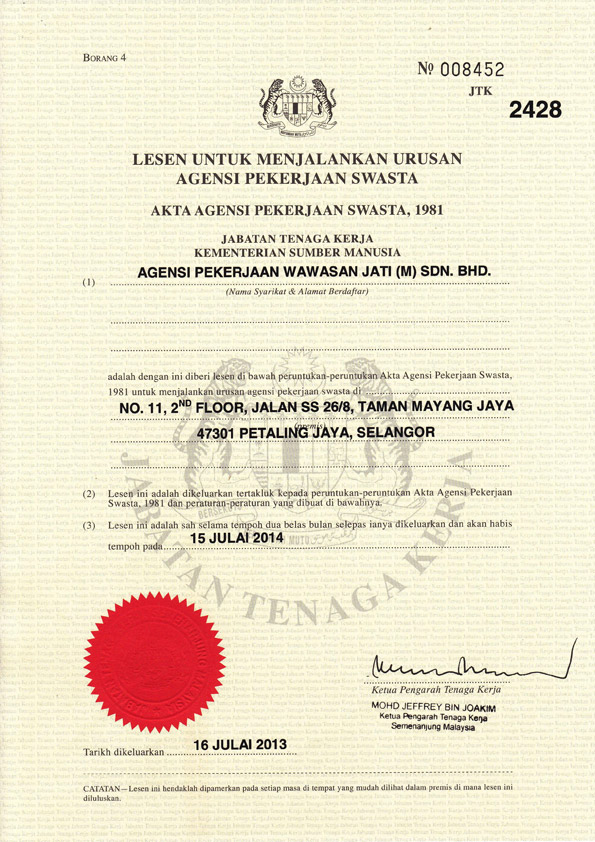 BORANG 4
Nº 008452
JTK
2428
LESEN UNTUK MENJALANKAN URUSAN
AGENSI PEKERJAAN SWASTA
AKTA AGENSI PEKERJAAN SWASTA, 1981
JABATAN TENAGA KERJA
KEMENTERIAN SUMBER MANUSIA
(1) AGENSI PEKERJAAN WAWASAN JATI (M) SDN. BHD.
(Nama Syarikat & Alamat Berdaftar)
adalah dengan ini diberi lesen di bawah peruntukan-peruntukan Akta Agensi Pekerjaan Swasta,
1981 untuk menjalankan urusan agensi pekerjaan swasta di
NO. 11, 2ND FLOOR, JALAN SS 26/8, TAMAN MAYANG JAYA
(premis)
47301 PETALING JAYA, SELANGOR
(2) Lesen ini adalah dikeluarkan tertakluk kepada peruntukan-peruntukan Akta Agensi Pekerjaan
Swasta, 1981 dan peraturan-peraturan yang dibuat di bawahnya.
(3) Lesen ini adalah sah selama tempoh dua belas bulan selepas ianya dikeluarkan dan akan habis
tempoh pada 15 JULAI 2014
JABATAN TENAGA KERJA
Ketua Pengarah Tenaga Kerja
MOHD JEFFREY BIN JOAKIM
Ketua Pengarah Tenaga Kerja
Semenanjung Malaysia
Tarikh dikeluarkan 16 JULAI 2013
CATATAN – Lesen ini hendaklah dipamerkan pada setiap masa di tempat yang mudah dilihat dalam premis di mana lesen ini
diluluskan.